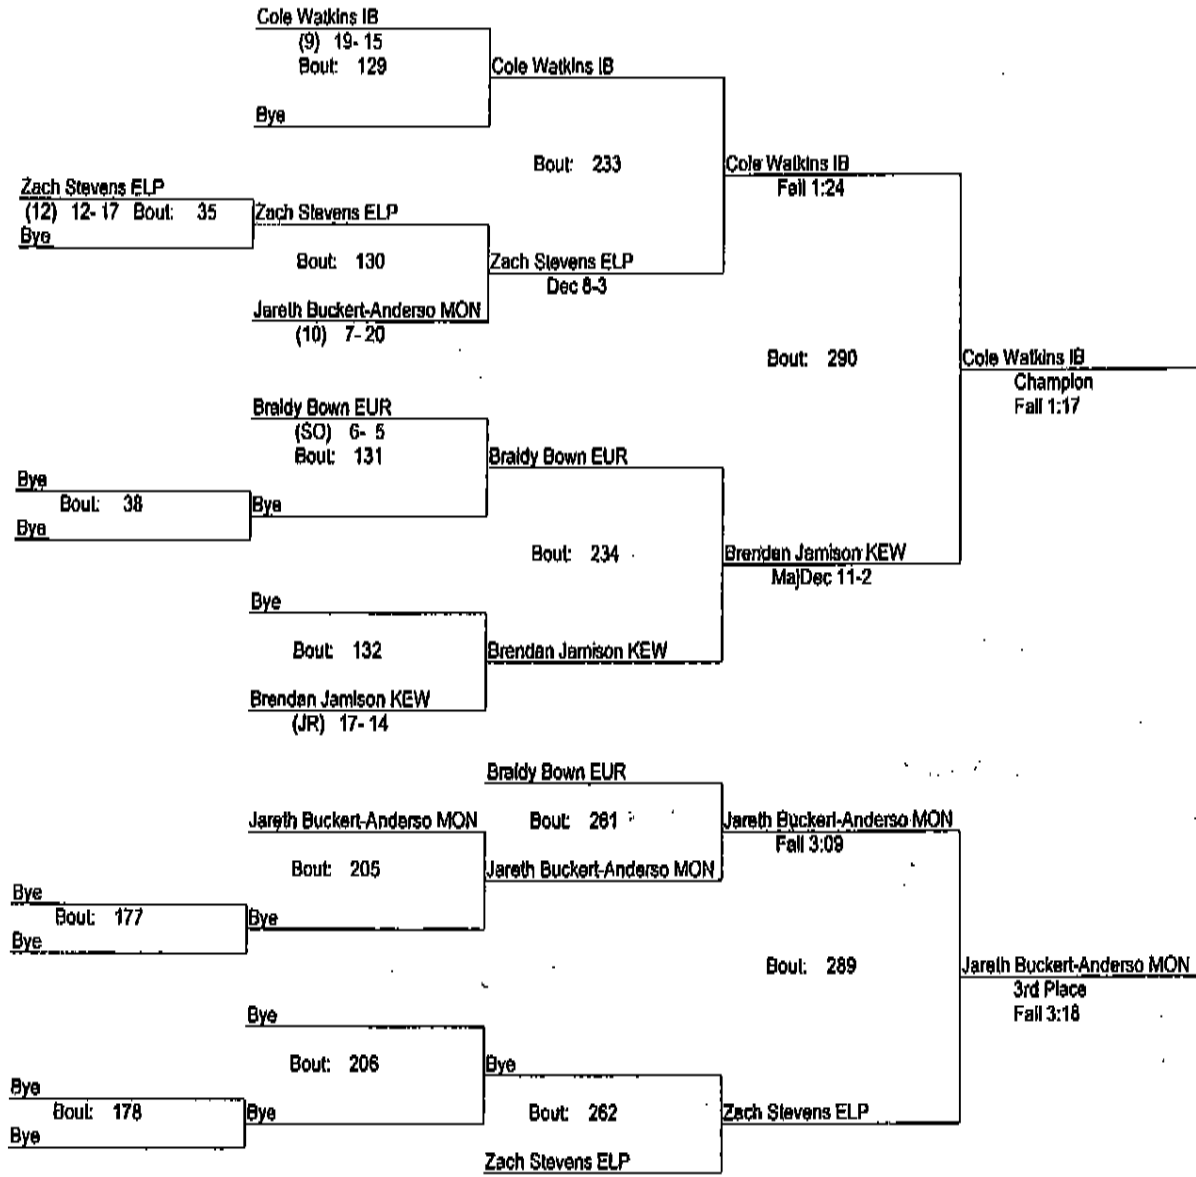 Cole Watkins IB
(9) 19- 15
Bout: 129
Cole Watkins IB
Bye
Bout: 233
Cole Watkins IB
Fall 1:24
Zach Stevens ELP
(12) 12- 17 Bout: 35
Bye
Zach Stevens ELP
Bout: 130
Zach Stevens ELP
Dec 8-3
Jareth Buckert-Anderso MON
(10) 7- 20
Bout: 290
Cole Watkins IB
Champion
Fall 1:17
Braidy Bown EUR
(SO) 6- 5
Bout: 131
Braidy Bown EUR
Bye
Bout: 38
Bye
Bye
Bout: 234
Brendan Jamison KEW
MajDec 11-2
Bye
Bout: 132
Brendan Jamison KEW
Brendan Jamison KEW
(JR) 17- 14
Braidy Bown EUR
Jareth Buckert-Anderso MON
Bout: 261
Jareth Buckert-Anderso MON
Fall 3:09
Bout: 205
Jareth Buckert-Anderso MON
Bye
Bout: 177
Bye
Bye
Bout: 289
Jareth Buckert-Anderso MON
3rd Place
Fall 3:18
Bye
Bout: 206
Bye
Bye
Bout: 178
Bye
Bye
Bout: 262
Zach Stevens ELP
Zach Stevens ELP